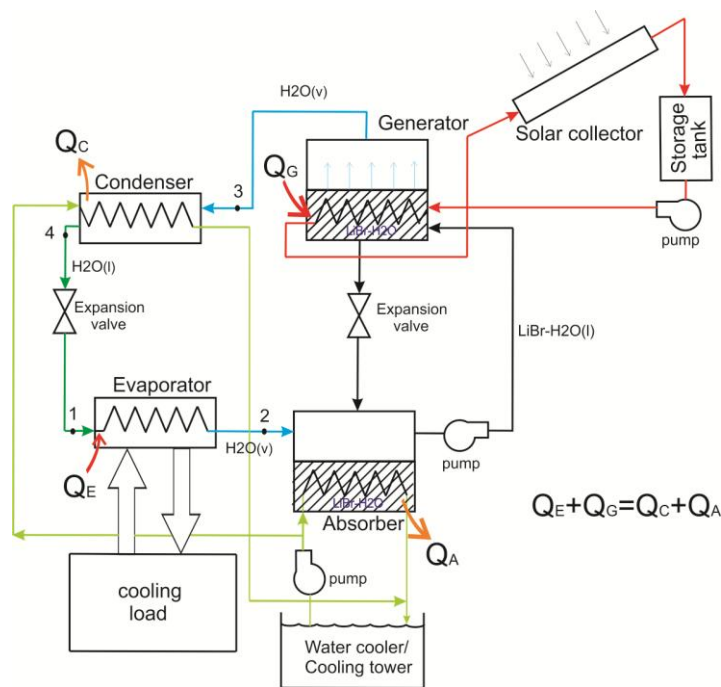 H2O(v)
Generator
Solar collector
Storage
tank
QC
Condenser
3
QG
LiBr-H2O
pump
4
H2O(l)
Expansion
valve
Expansion
valve
LiBr-H2O(l)
Evaporator
1
2
H2O(v)
pump
QE
LiBr-H2O
Absorber
QA
QE+QG=QC+QA
cooling
load
pump
Water cooler/
Cooling tower